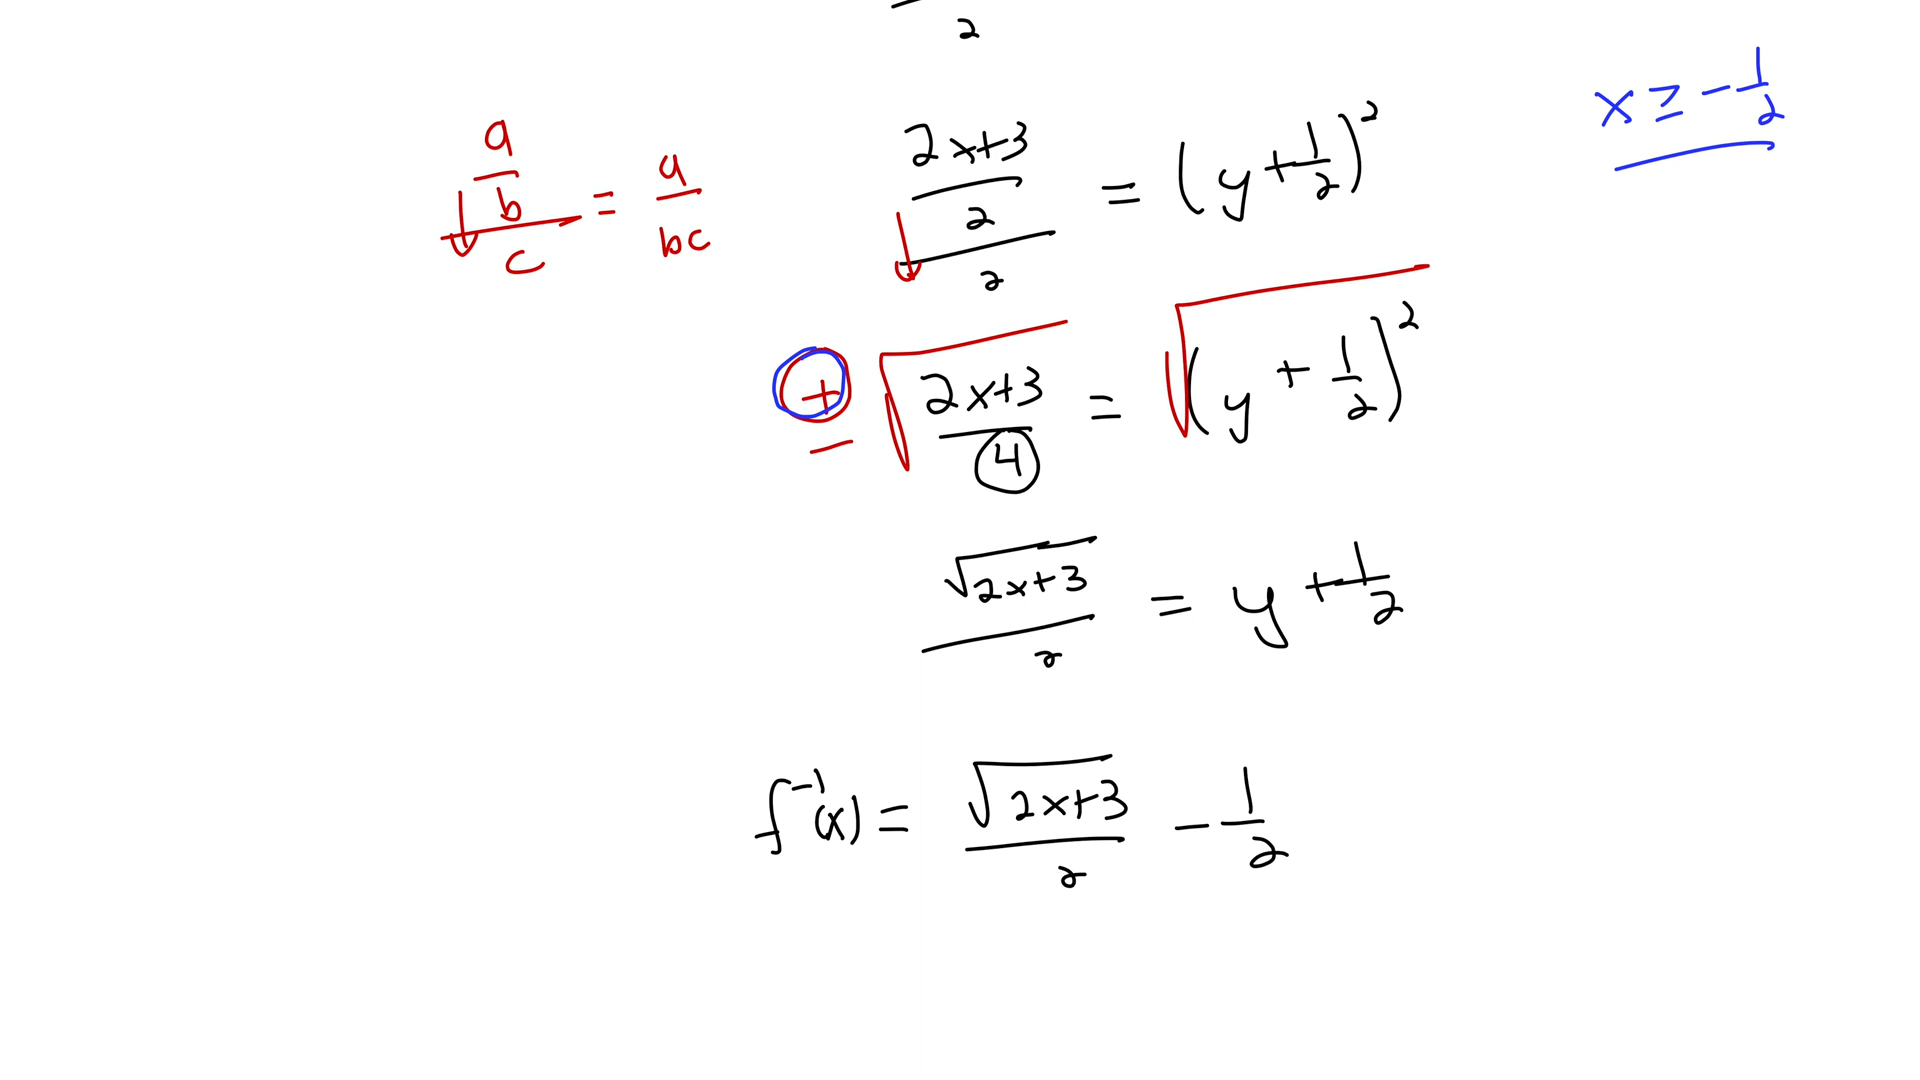 2
x ≥ -1/2
(a/b)/c = a/bc
((2x+3)/2)/2 = (y + 1/2)²
± √((2x+3)/4) = √((y + 1/2)²)
√(2x+3)/2 = y + 1/2
f⁻¹(x) = √(2x+3)/2 - 1/2